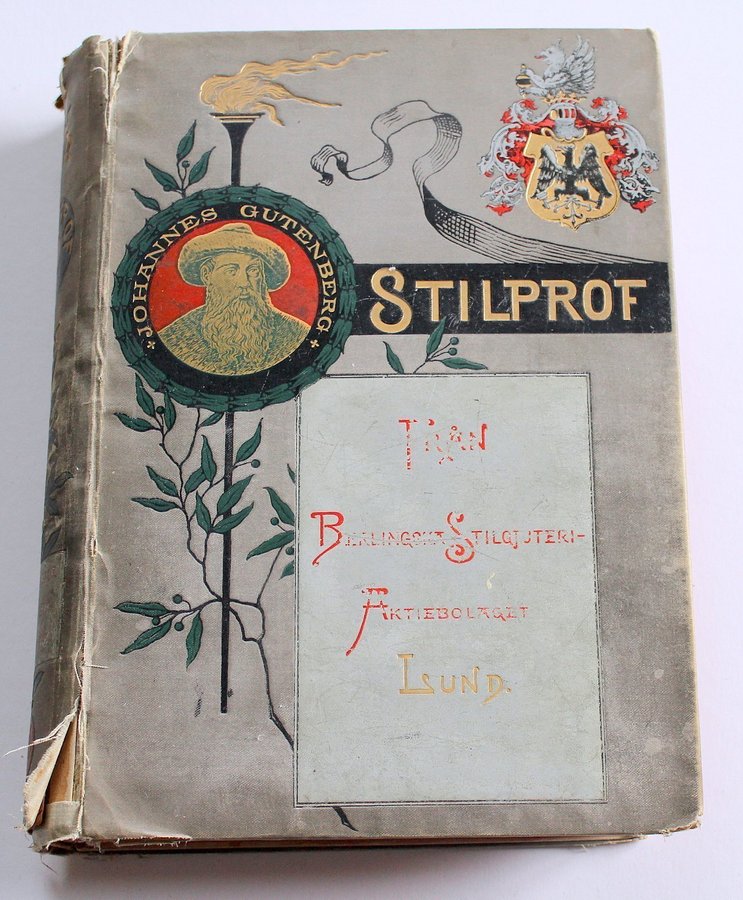 JOHANNES GUTENBERG
STILPROF
FRÅN
BERLINGSKA STILGJUTERI-
AKTIEBOLAGET
LUND.